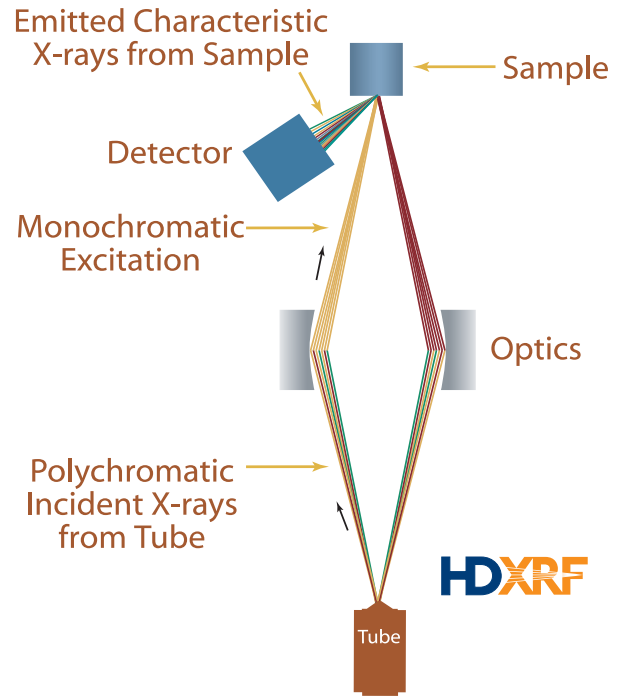 Emitted Characteristic
X-rays from Sample
Sample
Detector
Monochromatic
Excitation
Optics
Polychromatic
Incident X-rays
from Tube
HDXRF
Tube